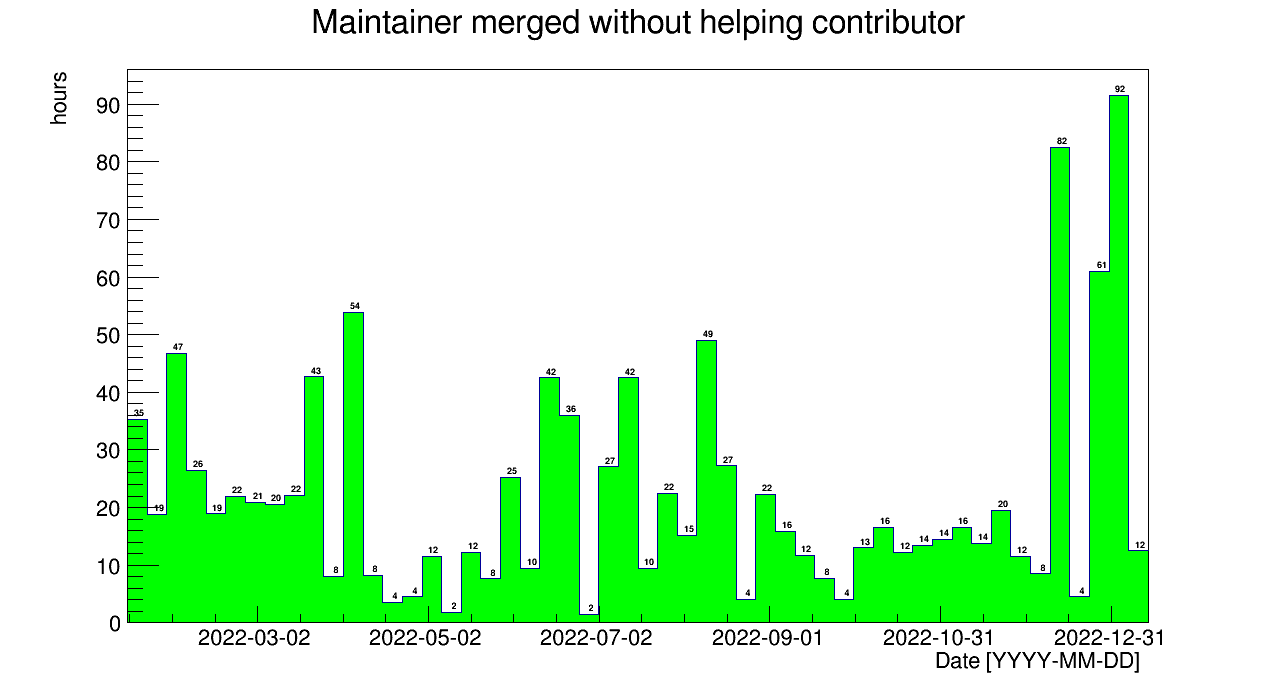 Maintainer merged without helping contributor
hours
90
80
70
60
50
40
30
20
10
0
35 19 47 26 19 22 21 20 22 43 8 54 8 4 4 12 2 12 8 25 10 42 36 2 27 42 10 22 15 49 27 4 22 16 12 8 4 13 16 12 14 14 16 14 20 12 8 82 4 61 92 12
2022-03-02 2022-05-02 2022-07-02 2022-09-01 2022-10-31 2022-12-31
Date [YYYY-MM-DD]